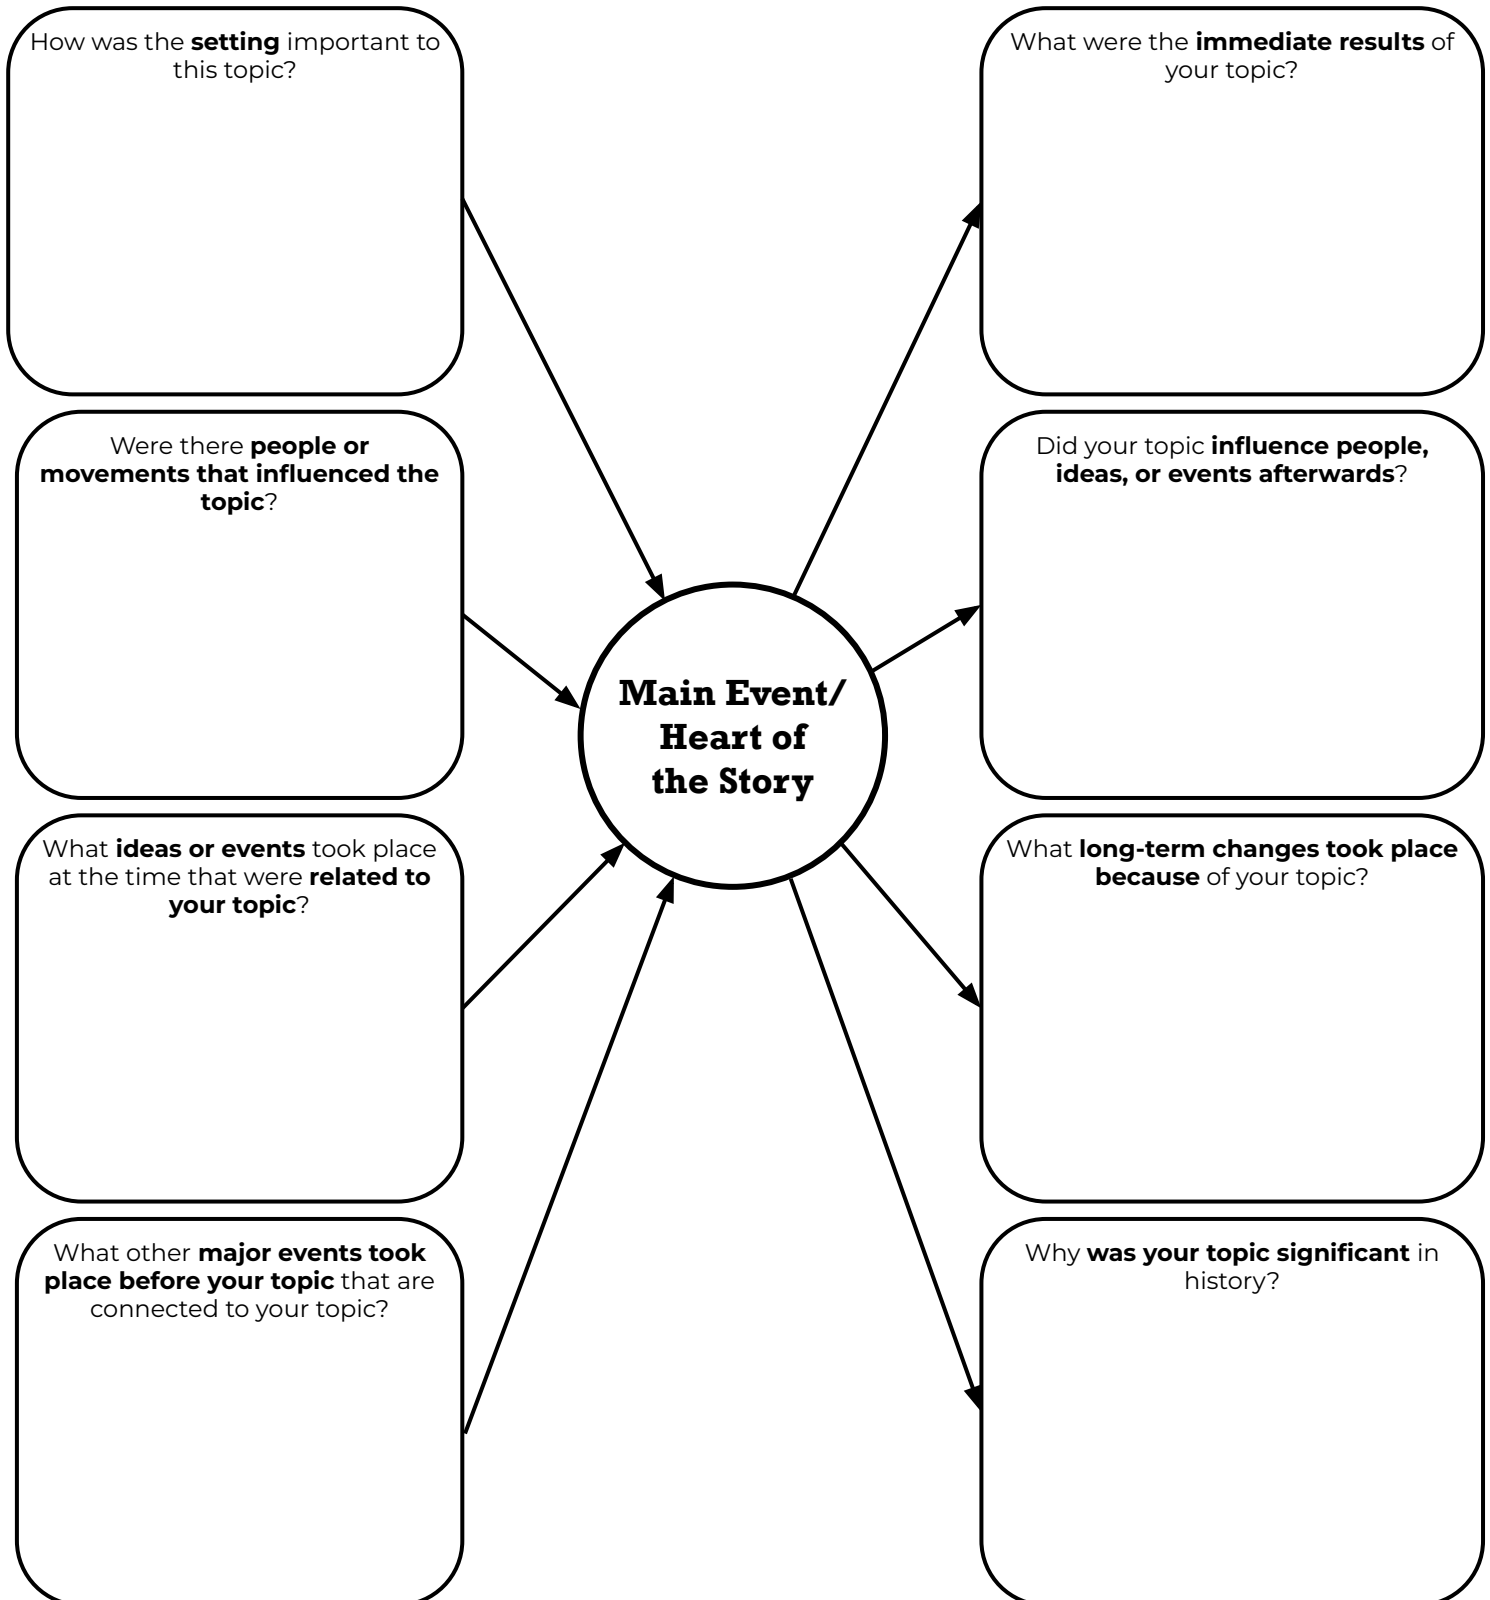 How was the setting important to
this topic?
Were there people or
movements that influenced the
topic?
What ideas or events took place
at the time that were related to
your topic?
What other major events took
place before your topic that are
connected to your topic?
Main Event/
Heart of
the Story
What were the immediate results of
your topic?
Did your topic influence people,
ideas, or events afterwards?
What long-term changes took place
because of your topic?
Why was your topic significant in
history?